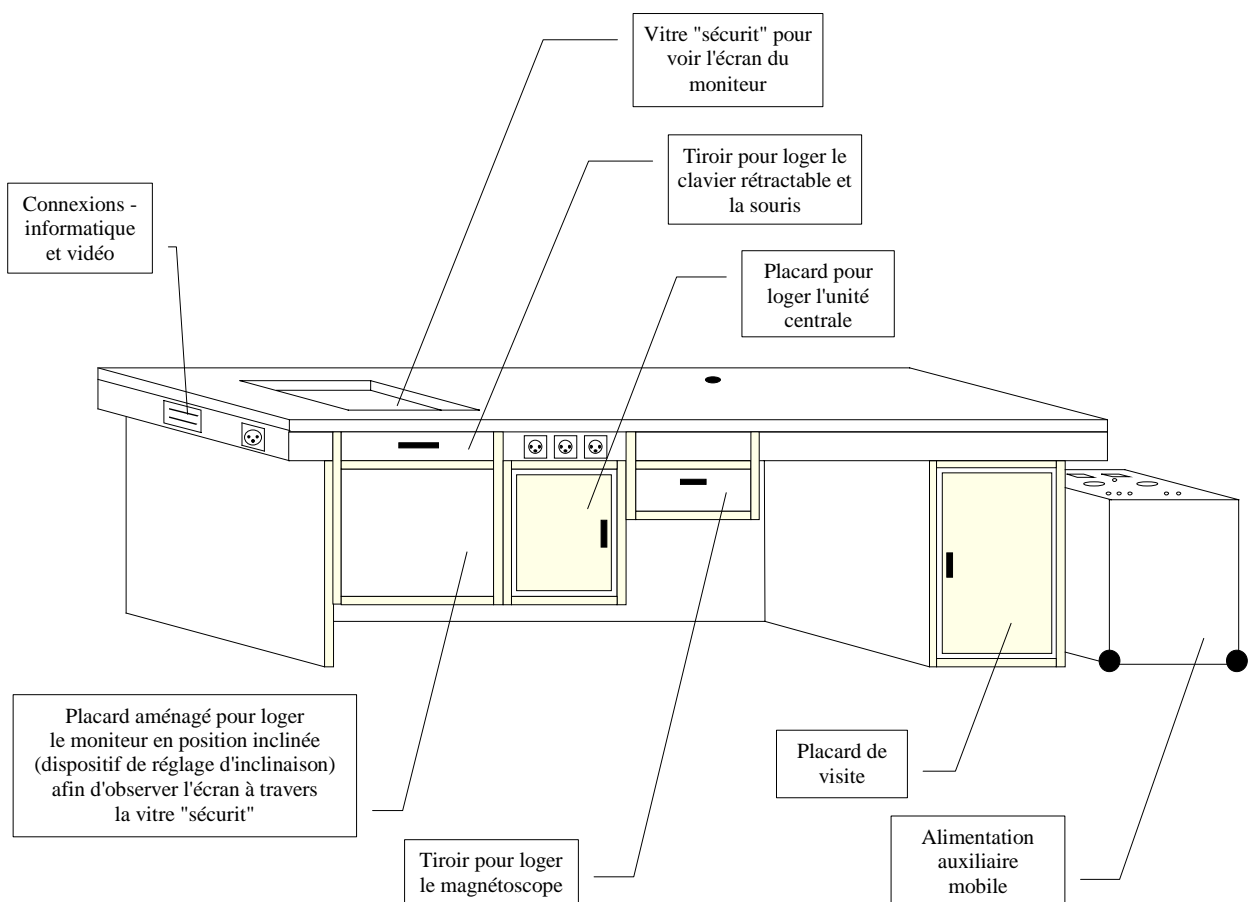 Vitre "sécurit" pour
voir l'écran du
moniteur
Tiroir pour loger le
clavier rétractable et
la souris
Connexions -
informatique
et vidéo
Placard pour
loger l'unité
centrale
Placard aménagé pour loger
le moniteur en position inclinée
(dispositif de réglage d'inclinaison)
afin d'observer l'écran à travers
la vitre "sécurit"
Placard de
visite
Tiroir pour loger
le magnétoscope
Alimentation
auxiliaire
mobile